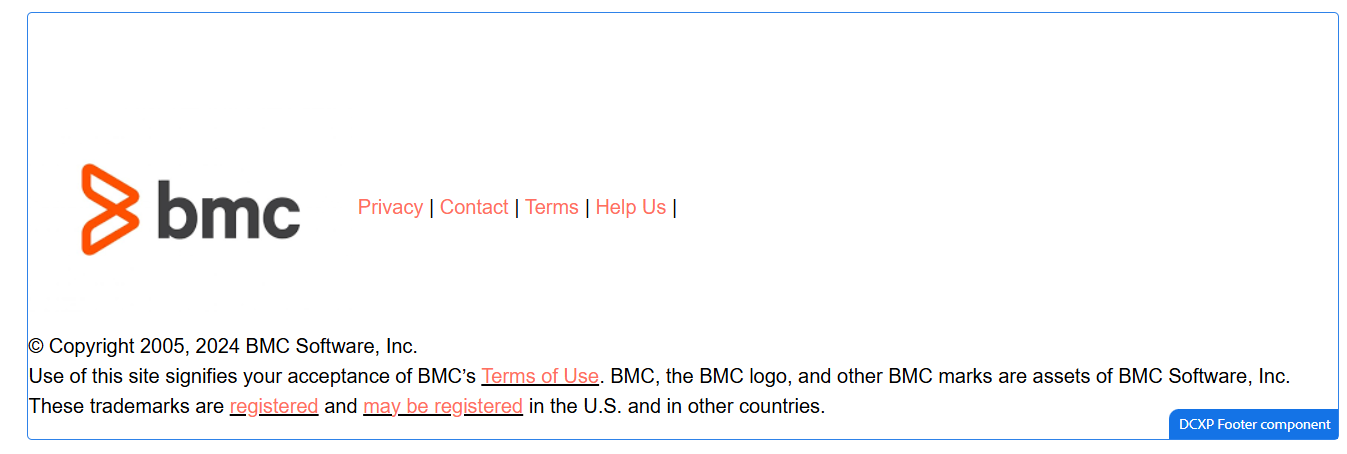 bmc
Privacy | Contact | Terms | Help Us |
© Copyright 2005, 2024 BMC Software, Inc.
Use of this site signifies your acceptance of BMC’s Terms of Use. BMC, the BMC logo, and other BMC marks are assets of BMC Software, Inc.
These trademarks are registered and may be registered in the U.S. and in other countries.
DCXP Footer component